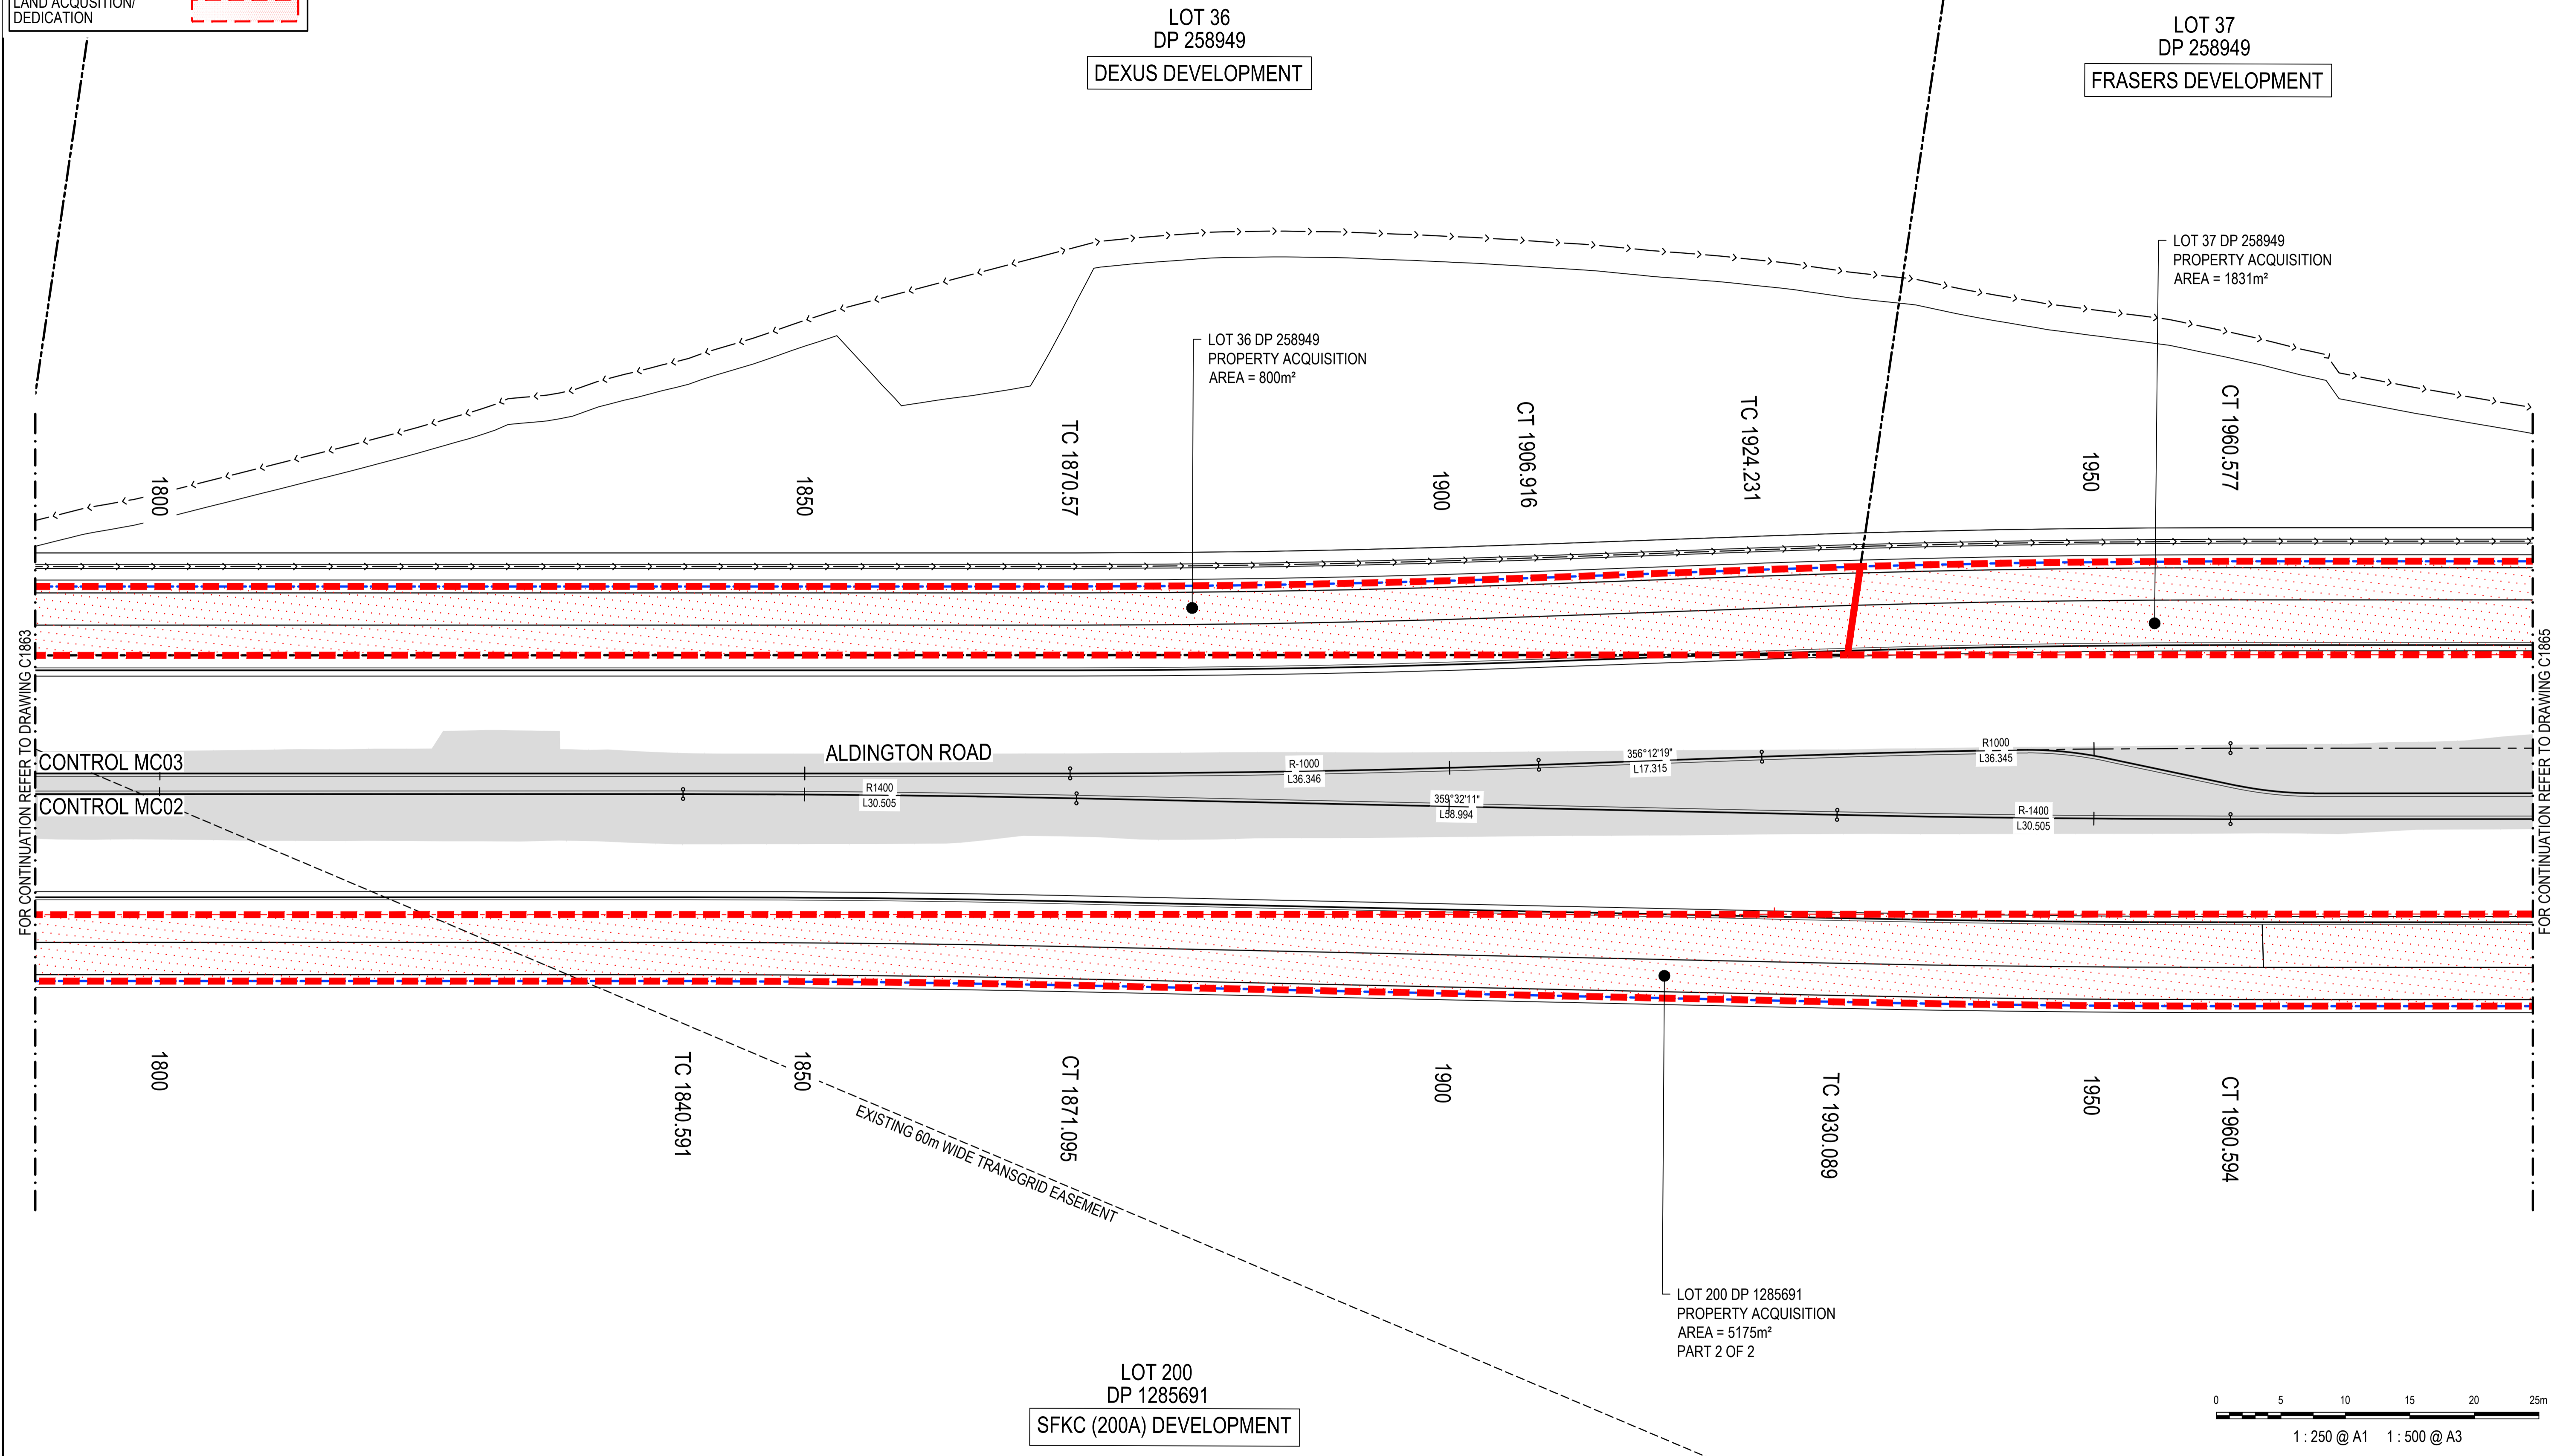 LAND ACQUSITION/
DEDICATION
LOT 36
DP 258949
DEXUS DEVELOPMENT
LOT 37
DP 258949
FRASERS DEVELOPMENT
LOT 37 DP 258949
PROPERTY ACQUISITION
AREA = 1831m²
LOT 36 DP 258949
PROPERTY ACQUISITION
AREA = 800m²
1800
1850
TC 1870.57
1900
CT 1906.916
TC 1924.231
1950
CT 1960.577
FOR CONTINUATION REFER TO DRAWING C1863
FOR CONTINUATION REFER TO DRAWING C1865
ALDINGTON ROAD
CONTROL MC03
R-1000
L36.346
356°12'19"
L17.315
R1000
L36.345
CONTROL MC02
R1400
L30.505
359°32'11"
L58.994
R-1400
L30.505
1800
TC 1840.591
1850
CT 1871.095
1900
TC 1930.089
1950
CT 1960.594
EXISTING 60m WIDE TRANSGRID EASEMENT
LOT 200 DP 1285691
PROPERTY ACQUISITION
AREA = 5175m²
PART 2 OF 2
LOT 200
DP 1285691
SFKC (200A) DEVELOPMENT
0 5 10 15 20 25m
1 : 250 @ A1 1 : 500 @ A3